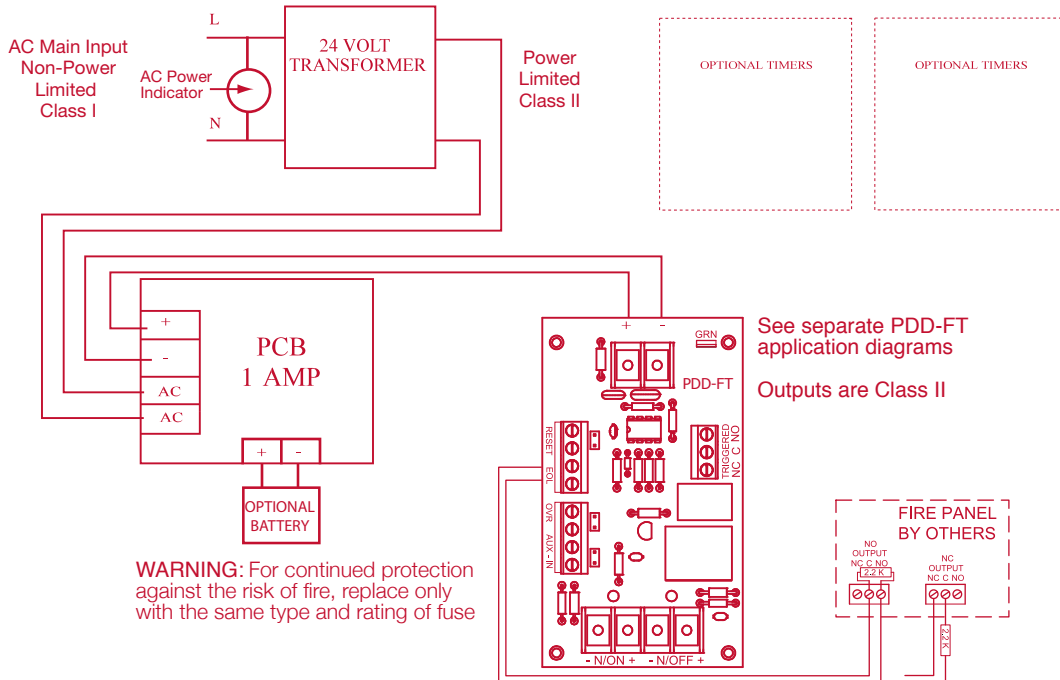 AC Main Input
Non-Power
Limited
Class I
L
AC Power
Indicator
N
24 VOLT
TRANSFORMER
Power
Limited
Class II
OPTIONAL TIMERS
OPTIONAL TIMERS
+
-
AC
AC
PCB
1 AMP
+ -
OPTIONAL
BATTERY
WARNING: For continued protection
against the risk of fire, replace only
with the same type and rating of fuse
+ -
GRN
PDD-FT
RESET
EOL
TRIGGERED
NC C NO
OVR
AUX - IN
- N/ON + - N/OFF +
See separate PDD-FT
application diagrams
Outputs are Class II
FIRE PANEL
BY OTHERS
NO
OUTPUT
NC C NO
2.2 K
NC
OUTPUT
NC C NO
2.2 K